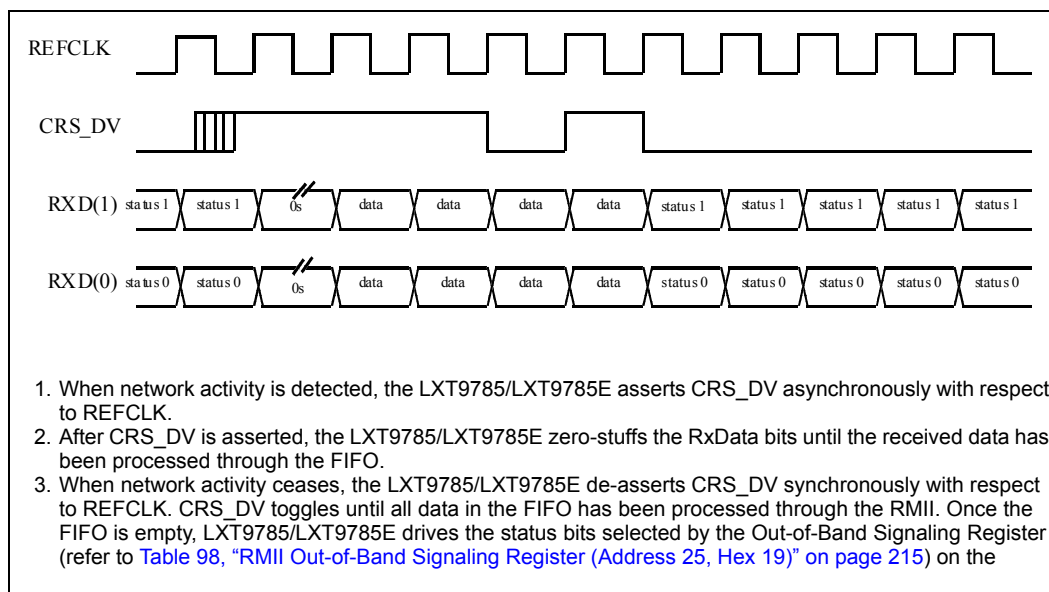 REFCLK
CRS_DV
RXD(1) status 1 status 1 0s data data data data status 1 status 1 status 1 status 1 status 1
RXD(0) status 0 status 0 0s data data data data status 0 status 0 status 0 status 0 status 0
1. When network activity is detected, the LXT9785/LXT9785E asserts CRS_DV asynchronously with respect
to REFCLK.
2. After CRS_DV is asserted, the LXT9785/LXT9785E zero-stuffs the RxData bits until the received data has
been processed through the FIFO.
3. When network activity ceases, the LXT9785/LXT9785E de-asserts CRS_DV synchronously with respect
to REFCLK. CRS_DV toggles until all data in the FIFO has been processed through the RMII. Once the
FIFO is empty, LXT9785/LXT9785E drives the status bits selected by the Out-of-Band Signaling Register
(refer to Table 98, “RMII Out-of-Band Signaling Register (Address 25, Hex 19)” on page 215) on the